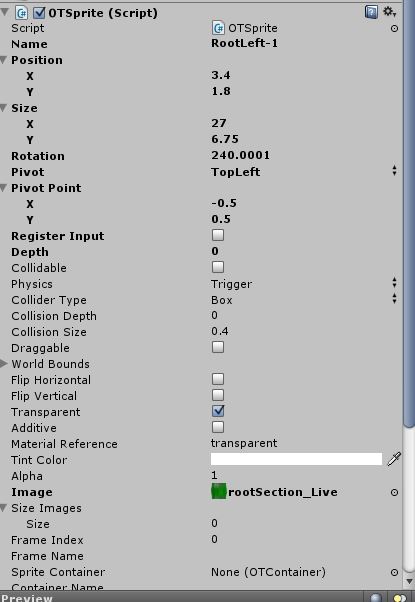 OTSprite (Script)
Script OTSprite
Name RootLeft-1
Position
X 3.4
Y 1.8
Size
X 27
Y 6.75
Rotation 240.0001
Pivot TopLeft
Pivot Point
X -0.5
Y 0.5
Register Input
Depth 0
Collidable
Physics Trigger
Collider Type Box
Collision Depth 0
Collision Size 0.4
Draggable
World Bounds
Flip Horizontal
Flip Vertical
Transparent
Additive
Material Reference transparent
Tint Color
Alpha 1
Image rootSection_Live
Size Images
Size 0
Frame Index 0
Frame Name
Sprite Container None (OTContainer)
Container Name
Preview